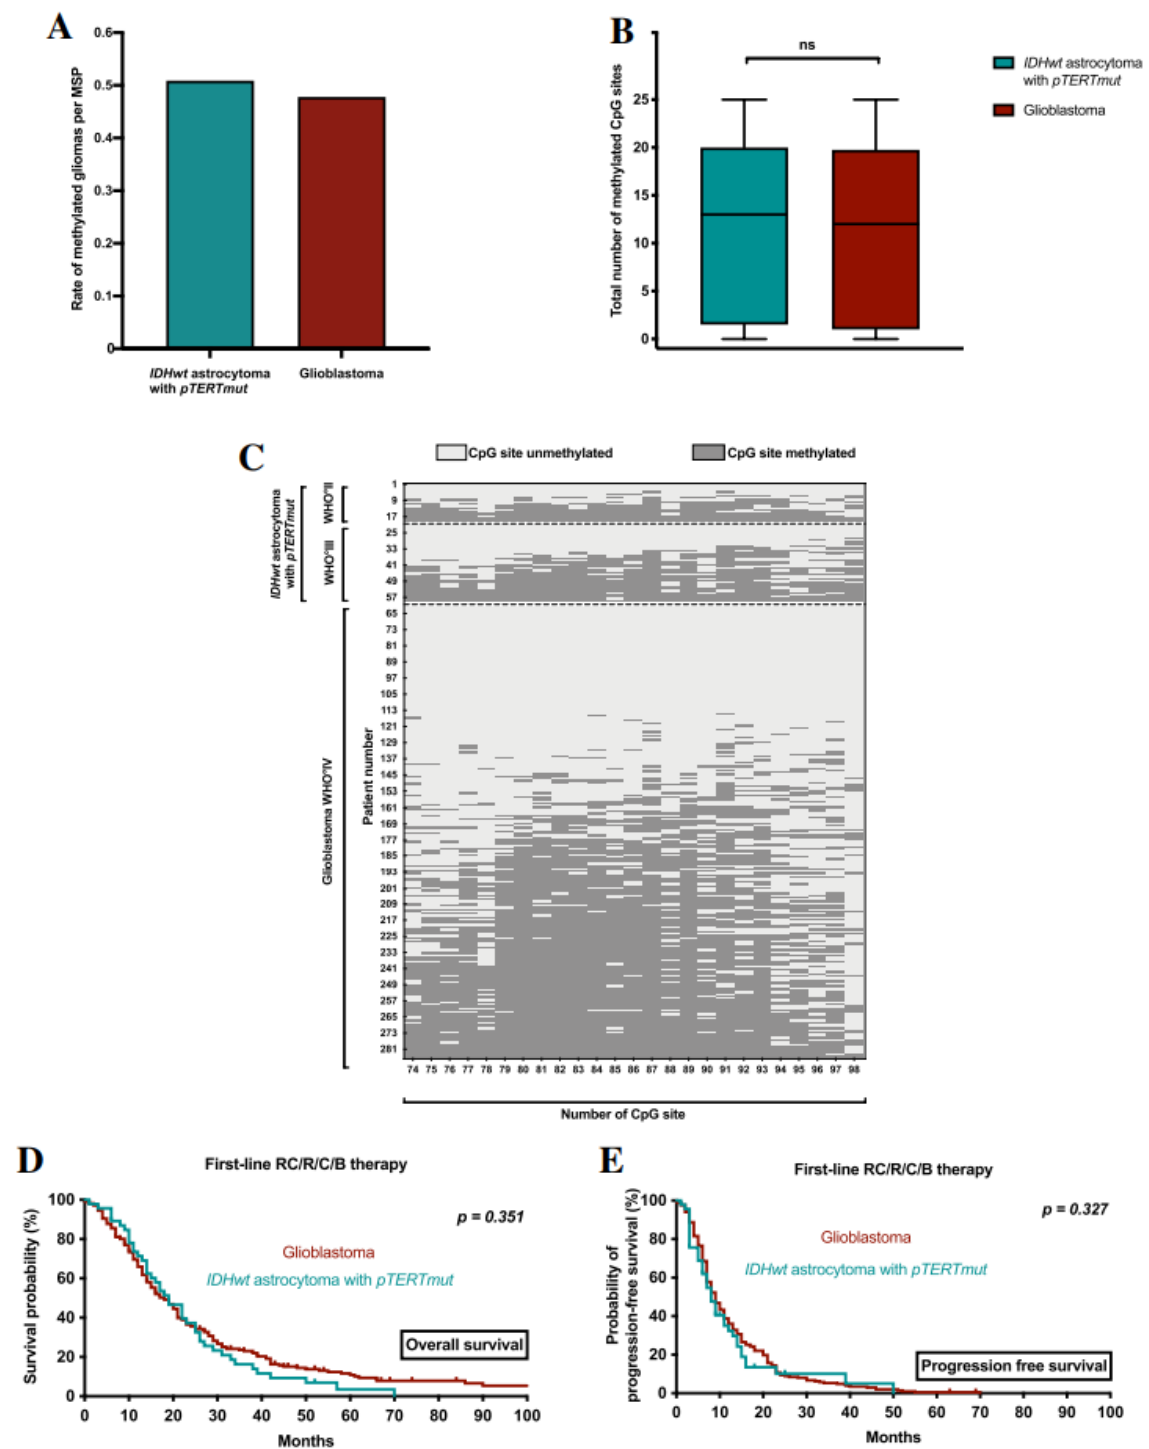 A
0.6
0.5
0.4
0.3
0.2
0.1
0
Rate of methylated gliomas per MSP
IDHwt astrocytoma
with pTERTmut
Glioblastoma
B
ns
25
20
15
10
5
0
Total number of methylated CpG sites
IDHwt astrocytoma
with pTERTmut
Glioblastoma
C
CpG site unmethylated
CpG site methylated
IDHwt astrocytoma
with pTERTmut
WHO°II
WHO°III
Glioblastoma WHO°IV
Patient number
1
9
17
25
33
41
49
57
65
73
81
89
97
105
113
121
129
137
145
153
161
169
177
185
193
201
209
217
225
233
241
249
257
265
273
281
74 75 76 77 78 79 80 81 82 83 84 85 86 87 88 89 90 91 92 93 94 95 96 97 98
Number of CpG site
D
First-line RC/R/C/B therapy
p = 0.351
Glioblastoma
IDHwt astrocytoma with pTERTmut
Overall survival
Survival probability (%)
100
80
60
40
20
0
0 10 20 30 40 50 60 70 80 90 100
Months
E
First-line RC/R/C/B therapy
p = 0.327
Glioblastoma
IDHwt astrocytoma with pTERTmut
Progression free survival
Probability of
progression-free survival (%)
100
80
60
40
20
0
0 10 20 30 40 50 60 70 80 90 100
Months